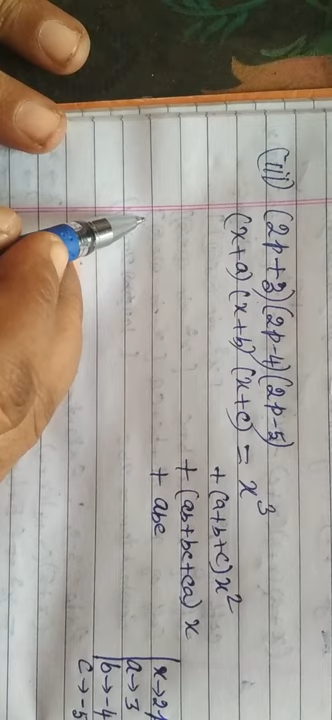 (iii) (2p+3)(2p-4)(2p-5)
(x+a)(x+b)(x+c) = x³
+(a+b+c)x²
+(ab+bc+ca)x
+ abc
x→2p
a→3
b→-4
c→-5